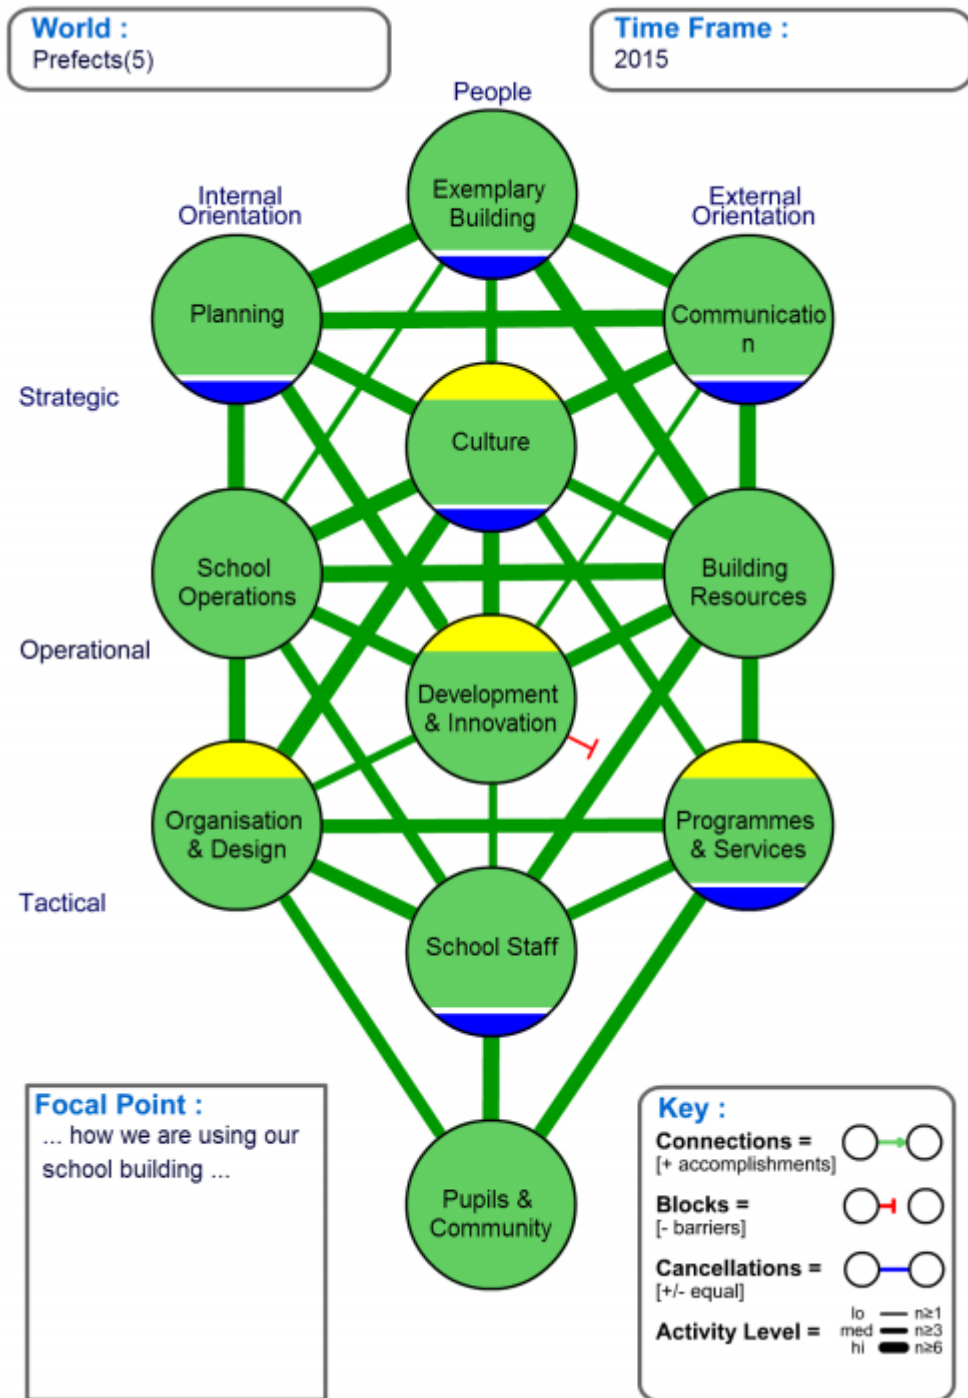 World :
Prefects(5)
Time Frame :
2015
People
Internal
Orientation
External
Orientation
Exemplary
Building
Planning
Communicatio
n
Strategic
Culture
School
Operations
Building
Resources
Operational
Development
& Innovation
Organisation
& Design
Programmes
& Services
Tactical
School Staff
Pupils &
Community
Focal Point :
... how we are using our
school building ...
Key :
Connections =
[+ accomplishments]
Blocks =
[- barriers]
Cancellations =
[+/- equal]
Activity Level =
lo n≥1
med n≥3
hi n≥6